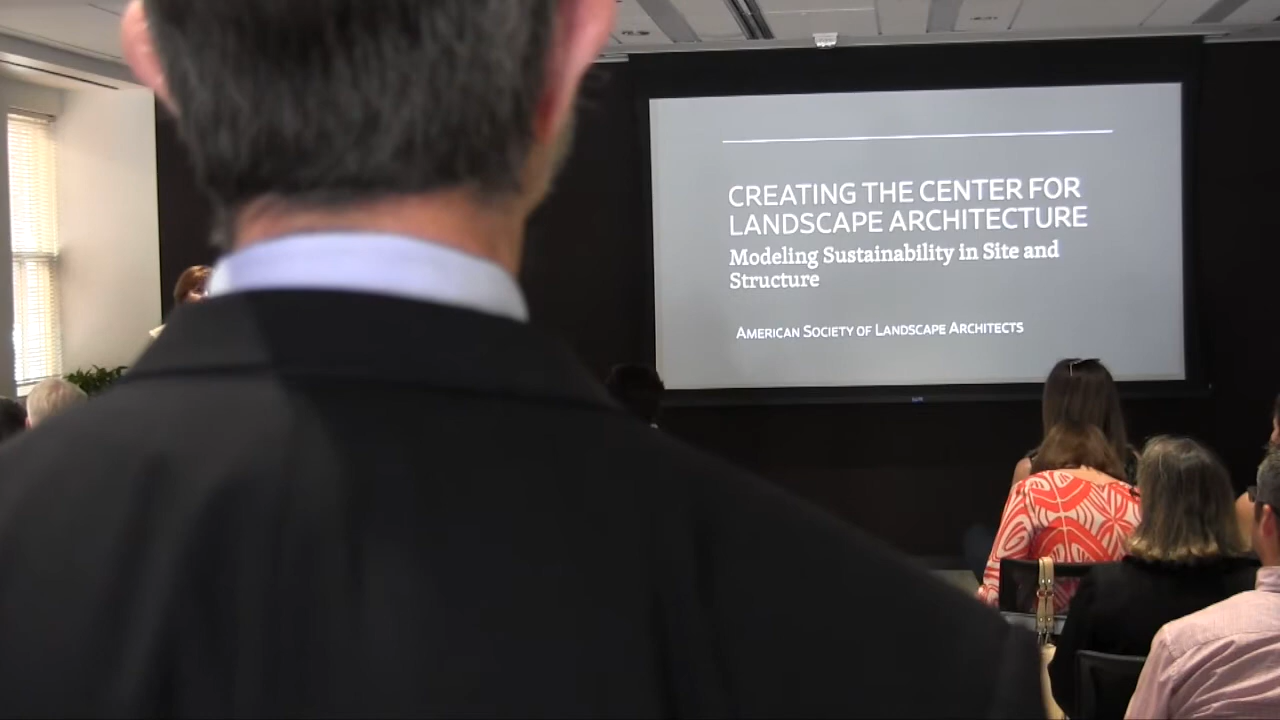 CREATING THE CENTER FOR
LANDSCAPE ARCHITECTURE
Modeling Sustainability in Site and
Structure
AMERICAN SOCIETY OF LANDSCAPE ARCHITECTS